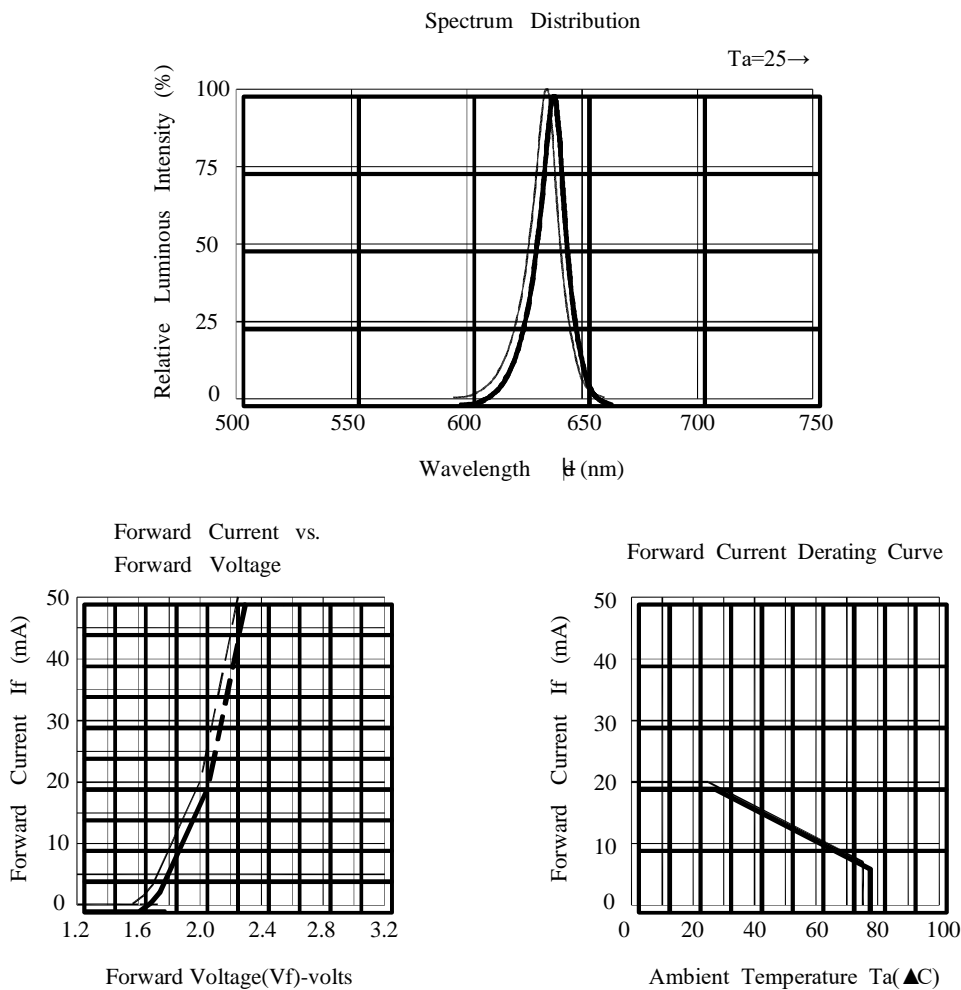 Spectrum Distribution
Ta=25→
Relative Luminous Intensity (%)
100
75
50
25
0
500 550 600 650 700 750
Wavelength (nm)
Forward Current vs.
Forward Voltage
Forward Current If (mA)
50
40
30
20
10
0
1.2 1.6 2.0 2.4 2.8 3.2
Forward Voltage(Vf)-volts
Forward Current Derating Curve
Forward Current If (mA)
50
40
30
20
10
0
0 20 40 60 80 100
Ambient Temperature Ta(▲C)